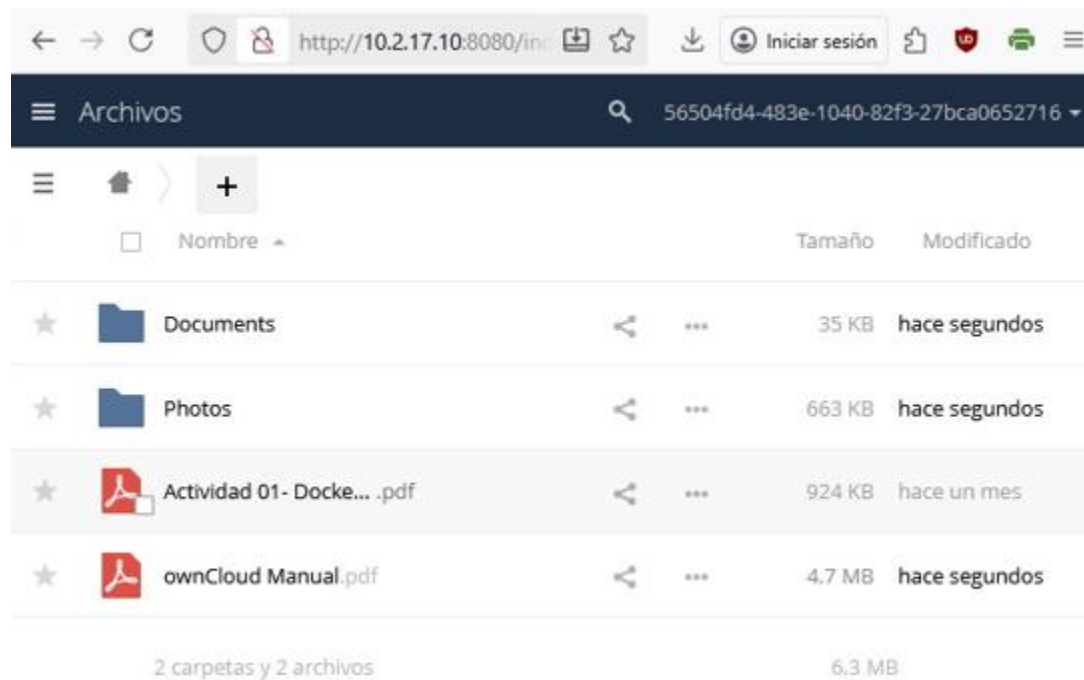 http://10.2.17.10:8080/in
Iniciar sesión
Archivos
56504fd4-483e-1040-82f3-27bca0652716
Nombre
Tamaño
Modificado
Documents
35 KB
hace segundos
Photos
663 KB
hace segundos
Actividad 01- Docke... .pdf
924 KB
hace un mes
ownCloud Manual.pdf
4.7 MB
hace segundos
2 carpetas y 2 archivos
6.3 MB